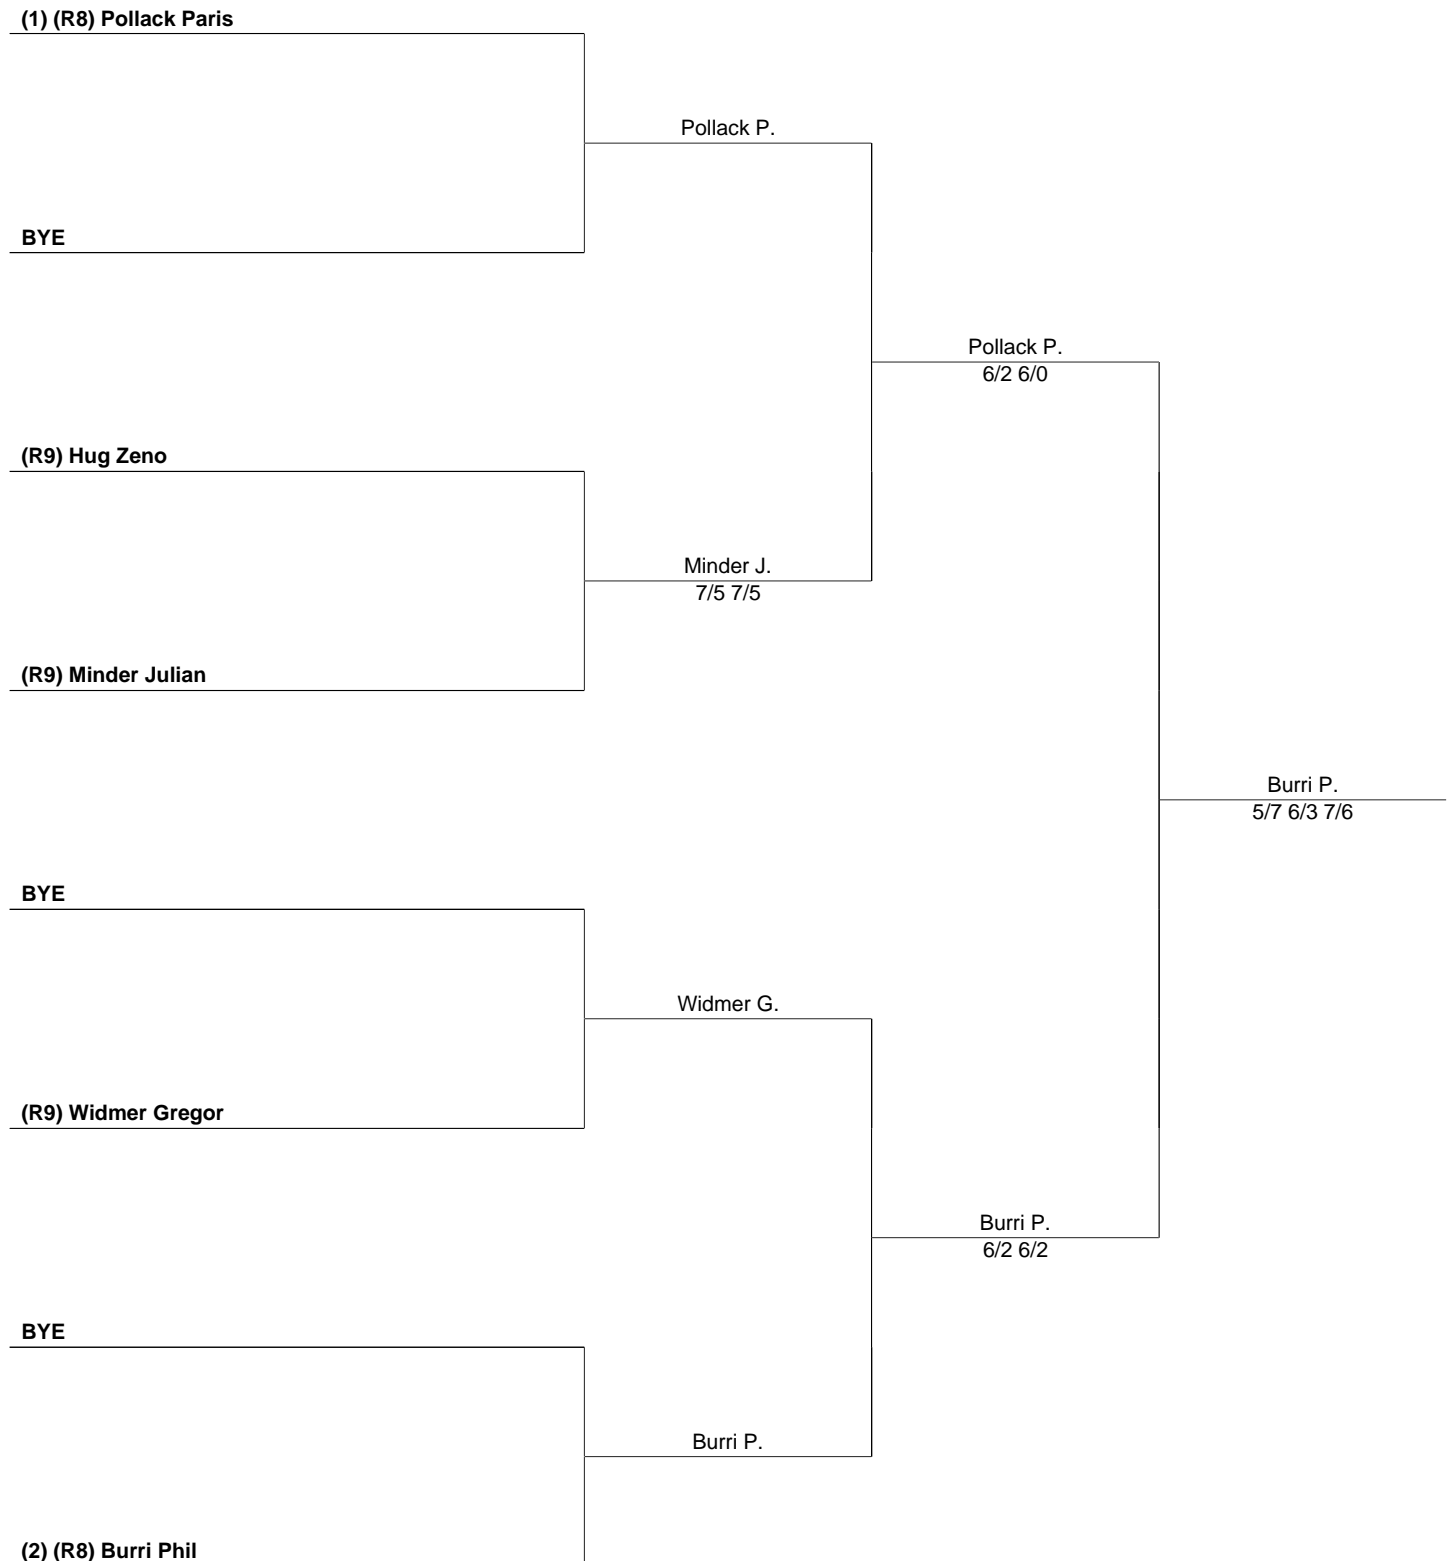 (1) (R8) Pollack Paris
Pollack P.
BYE
Pollack P.
6/2 6/0
(R9) Hug Zeno
Minder J.
7/5 7/5
(R9) Minder Julian
Burri P.
5/7 6/3 7/6
BYE
Widmer G.
(R9) Widmer Gregor
Burri P.
6/2 6/2
BYE
Burri P.
(2) (R8) Burri Phil